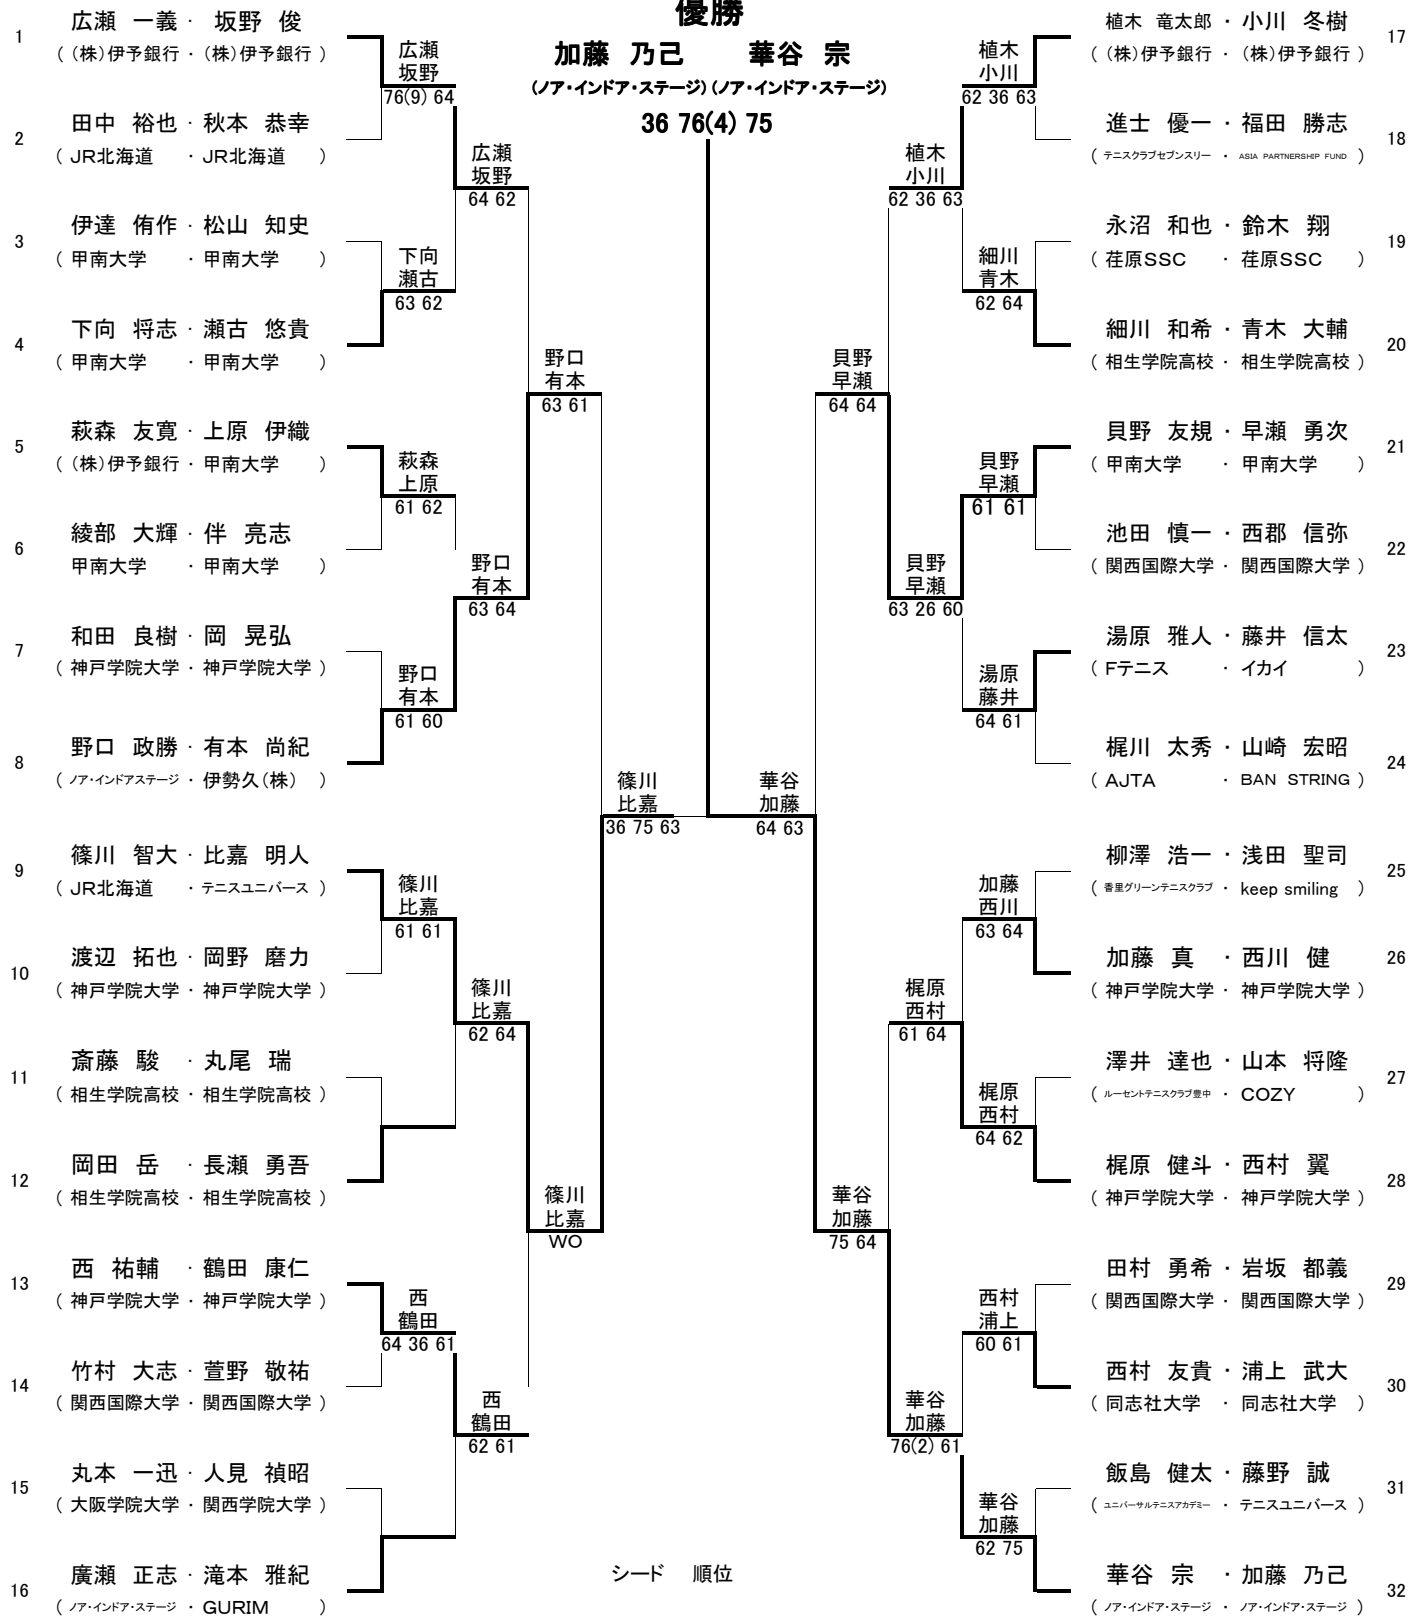 優勝
加藤 乃己 華谷 宗
(ノア・インドア・ステージ)(ノア・インドア・ステージ)
36 76(4) 75
1 広瀬 一義 · 坂野 俊
( (株)伊予銀行 · (株)伊予銀行 )
2 田中 裕也 · 秋本 恭幸
( JR北海道 · JR北海道 )
3 伊達 侑作 · 松山 知史
( 甲南大学 · 甲南大学 )
4 下向 将志 · 瀬古 悠貴
( 甲南大学 · 甲南大学 )
5 萩森 友寛 · 上原 伊織
( (株)伊予銀行 · 甲南大学 )
6 綾部 大輝 · 伴 亮志
甲南大学 · 甲南大学 )
7 和田 良樹 · 岡 晃弘
( 神戸学院大学 · 神戸学院大学 )
8 野口 政勝 · 有本 尚紀
( ノア・インドアステージ · 伊勢久(株) )
9 篠川 智大 · 比嘉 明人
( JR北海道 · テニスユニバース )
10 渡辺 拓也 · 岡野 磨力
( 神戸学院大学 · 神戸学院大学 )
11 斎藤 駿 · 丸尾 瑞
( 相生学院高校 · 相生学院高校 )
12 岡田 岳 · 長瀬 勇吾
( 相生学院高校 · 相生学院高校 )
13 西 祐輔 · 鶴田 康仁
( 神戸学院大学 · 神戸学院大学 )
14 竹村 大志 · 萱野 敬祐
( 関西国際大学 · 関西国際大学 )
15 丸本 一迅 · 人見 禎昭
( 大阪学院大学 · 関西学院大学 )
16 廣瀬 正志 · 滝本 雅紀
( ノア・インドア・ステージ · GURIM )
広瀬
坂野
76(9) 64
下向
瀬古
63 62
萩森
上原
61 62
野口
有本
61 60
篠川
比嘉
61 61
西
鶴田
64 36 61
広瀬
坂野
64 62
野口
有本
63 64
篠川
比嘉
62 64
西
鶴田
62 61
野口
有本
63 61
篠川
比嘉
WO
篠川
比嘉
36 75 63
華谷
加藤
64 63
貝野
早瀬
64 64
華谷
加藤
75 64
植木
小川
62 36 63
貝野
早瀬
63 26 60
梶原
西村
61 64
華谷
加藤
76(2) 61
植木
小川
62 36 63
細川
青木
62 64
貝野
早瀬
61 61
湯原
藤井
64 61
加藤
西川
63 64
梶原
西村
64 62
西村
浦上
60 61
華谷
加藤
62 75
植木 竜太郎 · 小川 冬樹 17
( (株)伊予銀行 · (株)伊予銀行 )
進士 優一 · 福田 勝志 18
( テニスクラブセブンスリー · ASIA PARTNERSHIP FUND )
永沼 和也 · 鈴木 翔 19
( 荏原SSC · 荏原SSC )
細川 和希 · 青木 大輔 20
( 相生学院高校 · 相生学院高校 )
貝野 友規 · 早瀬 勇次 21
( 甲南大学 · 甲南大学 )
池田 慎一 · 西郡 信弥 22
( 関西国際大学 · 関西国際大学 )
湯原 雅人 · 藤井 信太 23
( Fテニス · イカイ )
梶川 太秀 · 山崎 宏昭 24
( AJTA · BAN STRING )
柳澤 浩一 · 浅田 聖司 25
( 香里グリーンテニスクラブ · keep smiling )
加藤 真 · 西川 健 26
( 神戸学院大学 · 神戸学院大学 )
澤井 達也 · 山本 将隆 27
( ルーセントテニスクラブ豊中 · COZY )
梶原 健斗 · 西村 翼 28
( 神戸学院大学 · 神戸学院大学 )
田村 勇希 · 岩坂 都義 29
( 関西国際大学 · 関西国際大学 )
西村 友貴 · 浦上 武大 30
( 同志社大学 · 同志社大学 )
飯島 健太 · 藤野 誠 31
( ユニバーサルテニスアカデミー · テニスユニバース )
華谷 宗 · 加藤 乃己 32
( ノア・インドア・ステージ · ノア・インドア・ステージ )
シード 順位